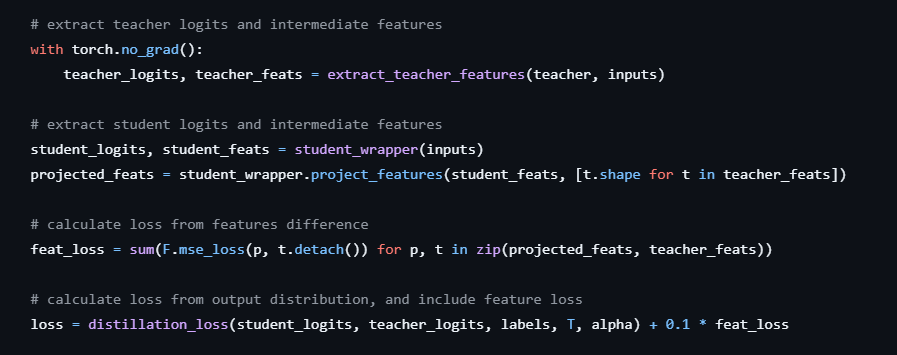 # extract teacher logits and intermediate features
with torch.no_grad():
    teacher_logits, teacher_feats = extract_teacher_features(teacher, inputs)
# extract student logits and intermediate features
student_logits, student_feats = student_wrapper(inputs)
projected_feats = student_wrapper.project_features(student_feats, [t.shape for t in teacher_feats])
# calculate loss from features difference
feat_loss = sum(F.mse_loss(p, t.detach()) for p, t in zip(projected_feats, teacher_feats))
# calculate loss from output distribution, and include feature loss
loss = distillation_loss(student_logits, teacher_logits, labels, T, alpha) + 0.1 * feat_loss